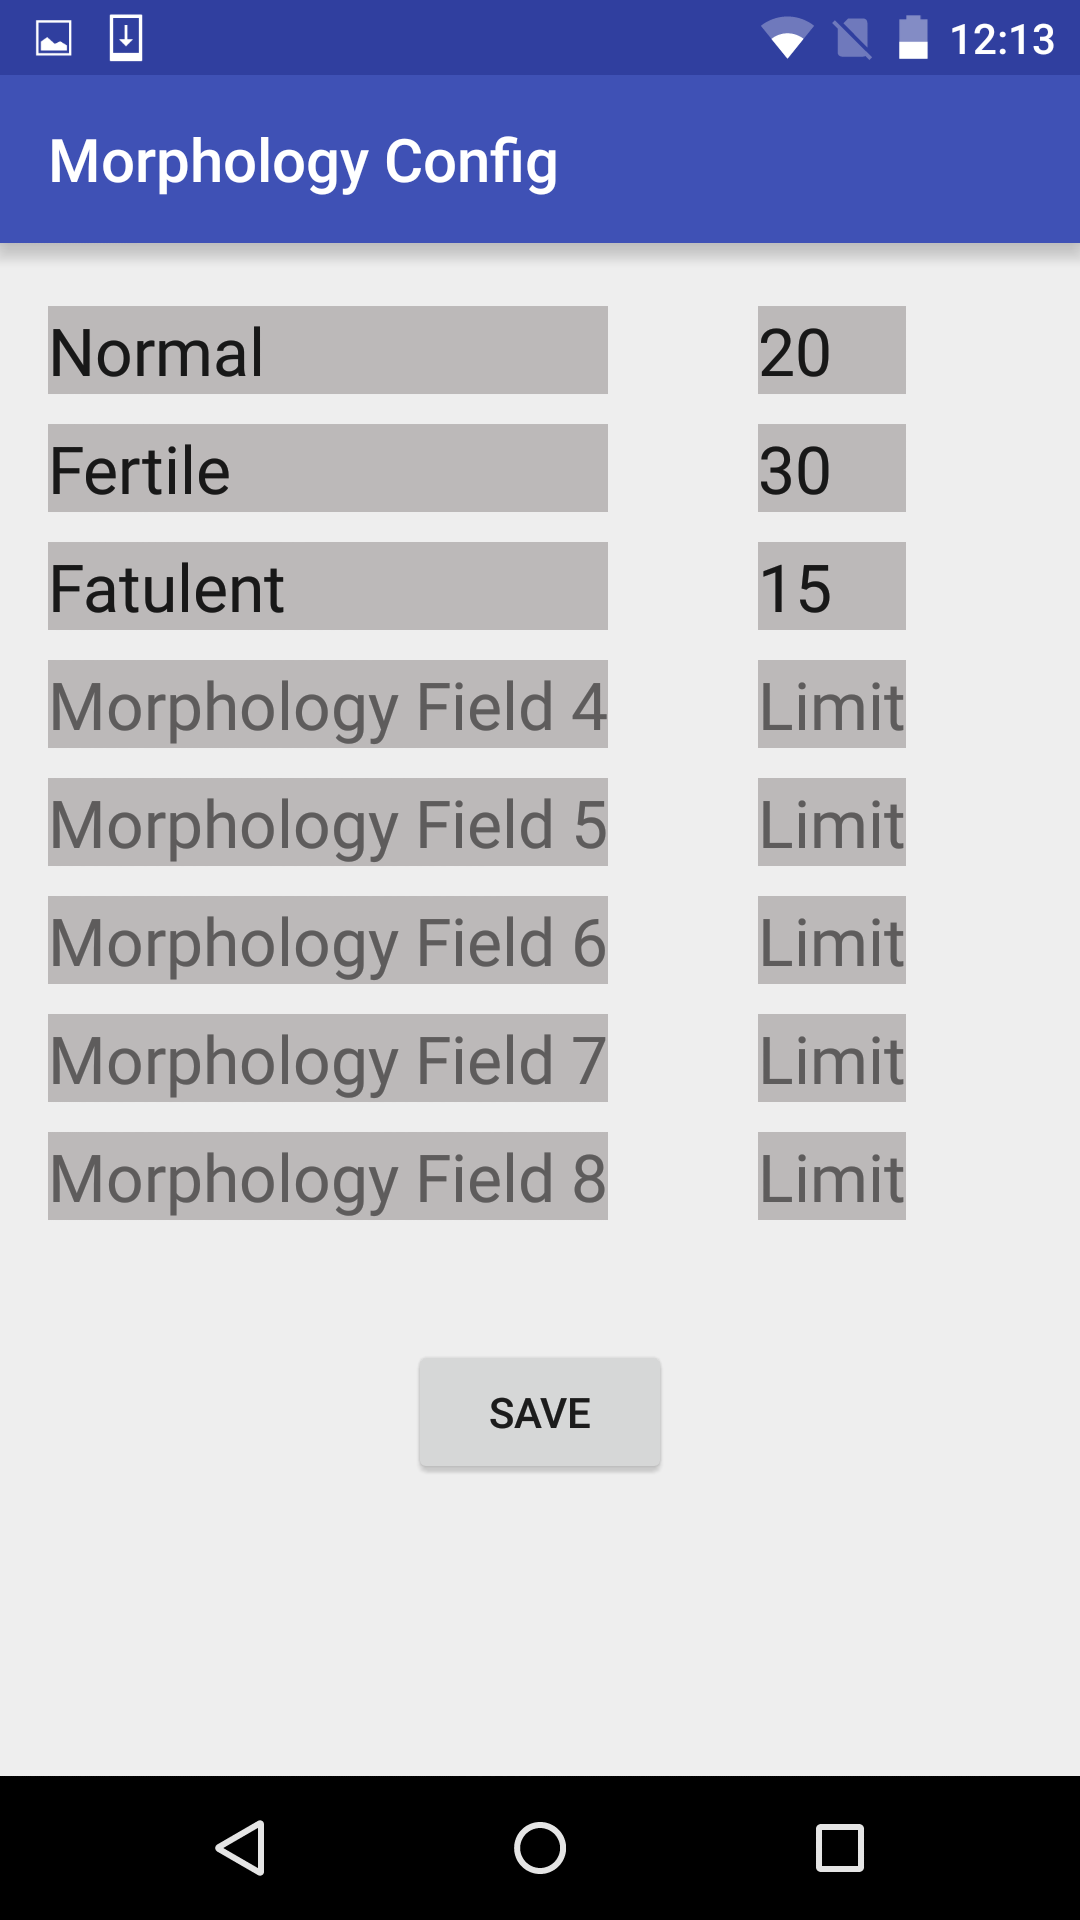 12:13
Morphology Config
Normal 20
Fertile 30
Fatulent 15
Morphology Field 4 Limit
Morphology Field 5 Limit
Morphology Field 6 Limit
Morphology Field 7 Limit
Morphology Field 8 Limit
SAVE